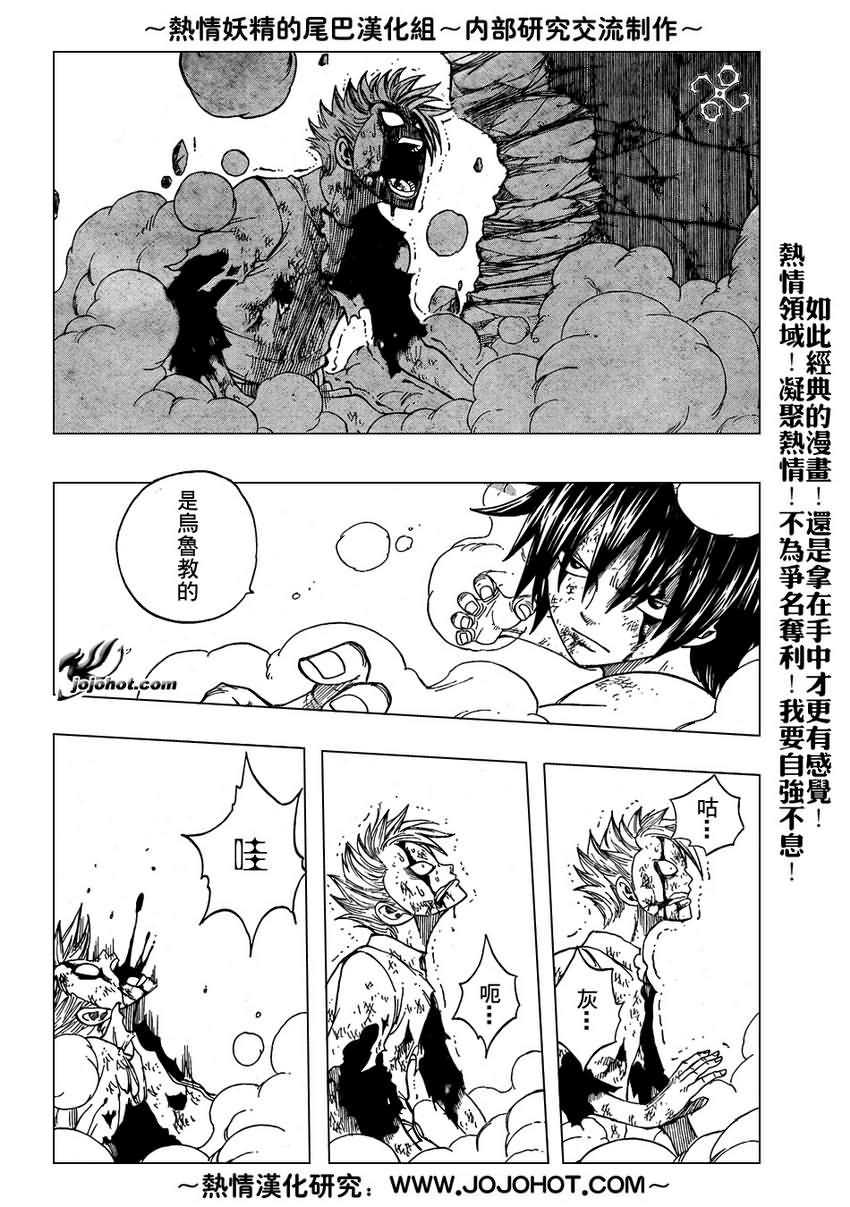 ～熱情妖精的尾巴漢化組～内部研究交流制作～
如此經典的漫畫！還是拿在手中才更有感覺！
熱情領域！凝聚熱情！不為爭名奪利！我要自強不息！
是烏魯教的
jojohot.com
咕……
灰……
呃……
哇
～熱情漢化研究：WWW.JOJOHOT.COM～